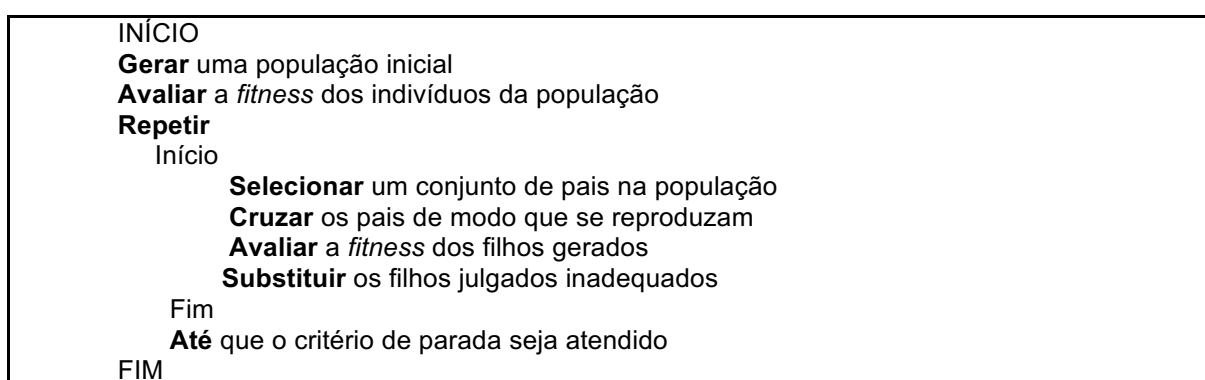 INÍCIO
Gerar uma população inicial
Avaliar a fitness dos indivíduos da população
Repetir
Início
Selecionar um conjunto de pais na população
Cruzar os pais de modo que se reproduzam
Avaliar a fitness dos filhos gerados
Substituir os filhos julgados inadequados
Fim
Até que o critério de parada seja atendido
FIM